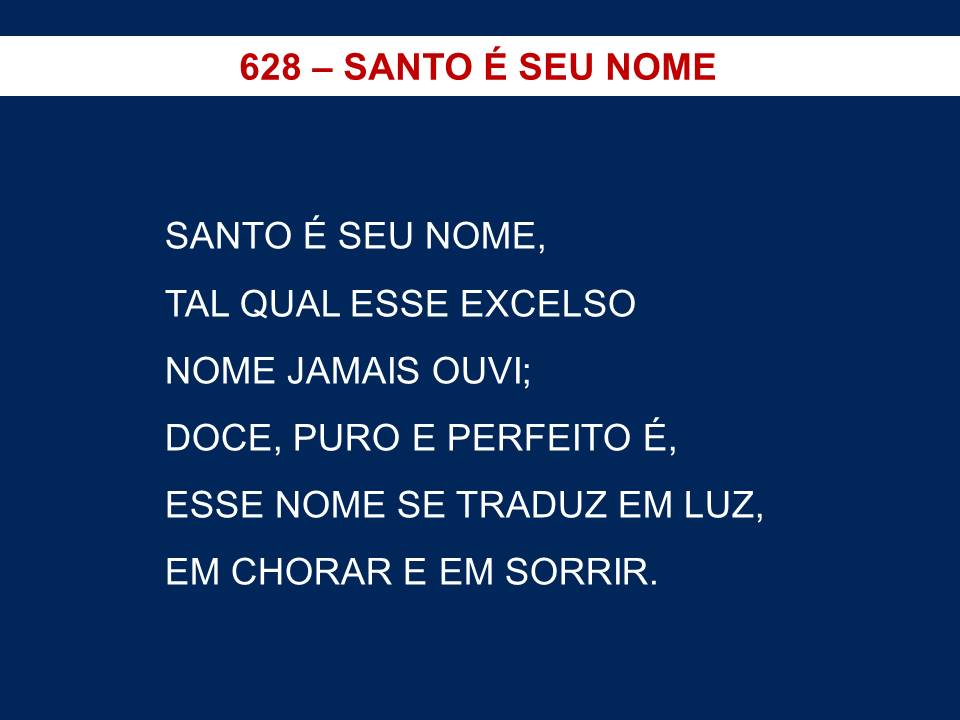 628 – SANTO É SEU NOME
SANTO É SEU NOME,
TAL QUAL ESSE EXCELSO
NOME JAMAIS OUVI;
DOCE, PURO E PERFEITO É,
ESSE NOME SE TRADUZ EM LUZ,
EM CHORAR E EM SORRIR.